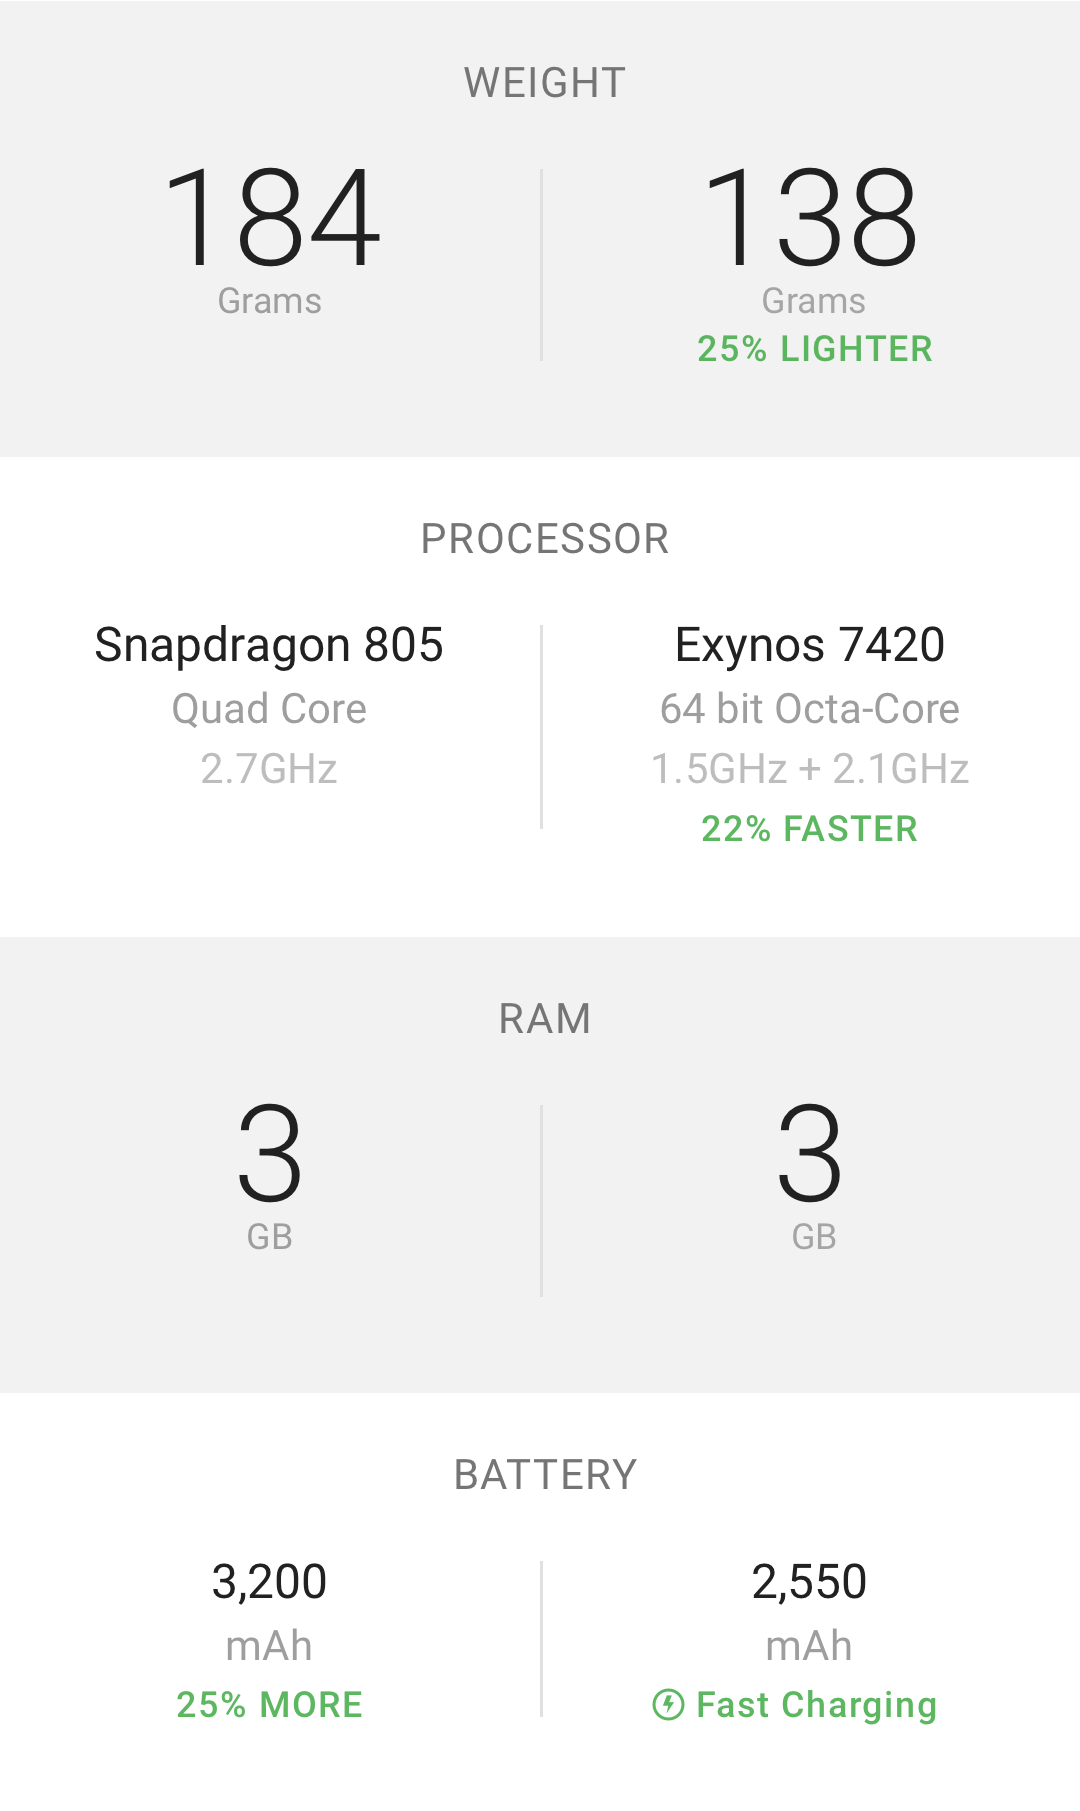 WEIGHT
184
138
Grams
Grams
25% LIGHTER
PROCESSOR
Snapdragon 805
Exynos 7420
Quad Core
64 bit Octa-Core
2.7GHz
1.5GHz + 2.1GHz
22% FASTER
RAM
3
3
GB
GB
BATTERY
3,200
2,550
mAh
mAh
25% MORE
Fast Charging